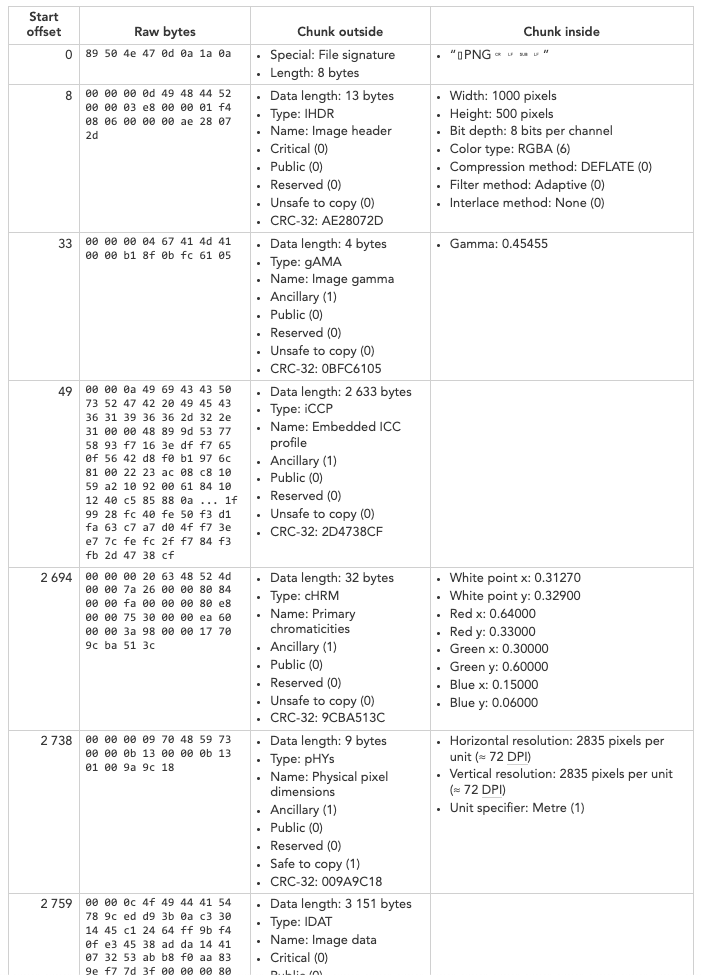 Start offset Raw bytes Chunk outside Chunk inside
0
89 50 4e 47 0d 0a 1a 0a
• Special: File signature
• Length: 8 bytes
• “▯PNG CR LF SUB LF ”
8
00 00 00 0d 49 48 44 52
00 00 03 e8 00 00 01 f4
08 06 00 00 00 ae 28 07
2d
• Data length: 13 bytes
• Type: IHDR
• Name: Image header
• Critical (0)
• Public (0)
• Reserved (0)
• Unsafe to copy (0)
• CRC-32: AE28072D
• Width: 1000 pixels
• Height: 500 pixels
• Bit depth: 8 bits per channel
• Color type: RGBA (6)
• Compression method: DEFLATE (0)
• Filter method: Adaptive (0)
• Interlace method: None (0)
33
00 00 00 04 67 41 4d 41
00 00 b1 8f 0b fc 61 05
• Data length: 4 bytes
• Type: gAMA
• Name: Image gamma
• Ancillary (1)
• Public (0)
• Reserved (0)
• Unsafe to copy (0)
• CRC-32: 0BFC6105
• Gamma: 0.45455
49
00 00 0a 49 69 43 43 50
73 52 47 42 20 49 45 43
36 31 39 36 36 2d 32 2e
31 00 00 48 89 9d 53 77
58 93 f7 16 3e df f7 65
0f 56 42 d8 f0 b1 97 6c
81 00 22 23 ac 08 c8 10
59 a2 10 92 00 61 84 10
12 40 c5 85 88 0a ... 1f
99 28 fc 40 fe 50 f3 d1
fa 63 c7 a7 d0 4f f7 3e
e7 7c fe fc 2f f7 84 f3
fb 2d 47 38 cf
• Data length: 2 633 bytes
• Type: iCCP
• Name: Embedded ICC
profile
• Ancillary (1)
• Public (0)
• Reserved (0)
• Unsafe to copy (0)
• CRC-32: 2D4738CF
2 694
00 00 00 20 63 48 52 4d
00 00 7a 26 00 00 80 84
00 00 fa 00 00 00 80 e8
00 00 75 30 00 00 ea 60
00 00 3a 98 00 00 17 70
9c ba 51 3c
• Data length: 32 bytes
• Type: cHRM
• Name: Primary
chromaticities
• Ancillary (1)
• Public (0)
• Reserved (0)
• Unsafe to copy (0)
• CRC-32: 9CBA513C
• White point x: 0.31270
• White point y: 0.32900
• Red x: 0.64000
• Red y: 0.33000
• Green x: 0.30000
• Green y: 0.60000
• Blue x: 0.15000
• Blue y: 0.06000
2 738
00 00 00 09 70 48 59 73
00 00 0b 13 00 00 0b 13
01 00 9a 9c 18
• Data length: 9 bytes
• Type: pHYs
• Name: Physical pixel
dimensions
• Ancillary (1)
• Public (0)
• Reserved (0)
• Safe to copy (1)
• CRC-32: 009A9C18
• Horizontal resolution: 2835 pixels per
unit (≈ 72 DPI)
• Vertical resolution: 2835 pixels per unit
(≈ 72 DPI)
• Unit specifier: Metre (1)
2 759
00 00 0c 4f 49 44 41 54
78 9c ed d9 3b 0a c3 30
14 45 c1 24 64 ff 9b f4
0f e3 45 38 ad da 14 41
07 32 53 ab b8 f0 aa 83
9e f7 7d 3f 00 00 00 80
• Data length: 3 151 bytes
• Type: IDAT
• Name: Image data
• Critical (0)
• Public (0)